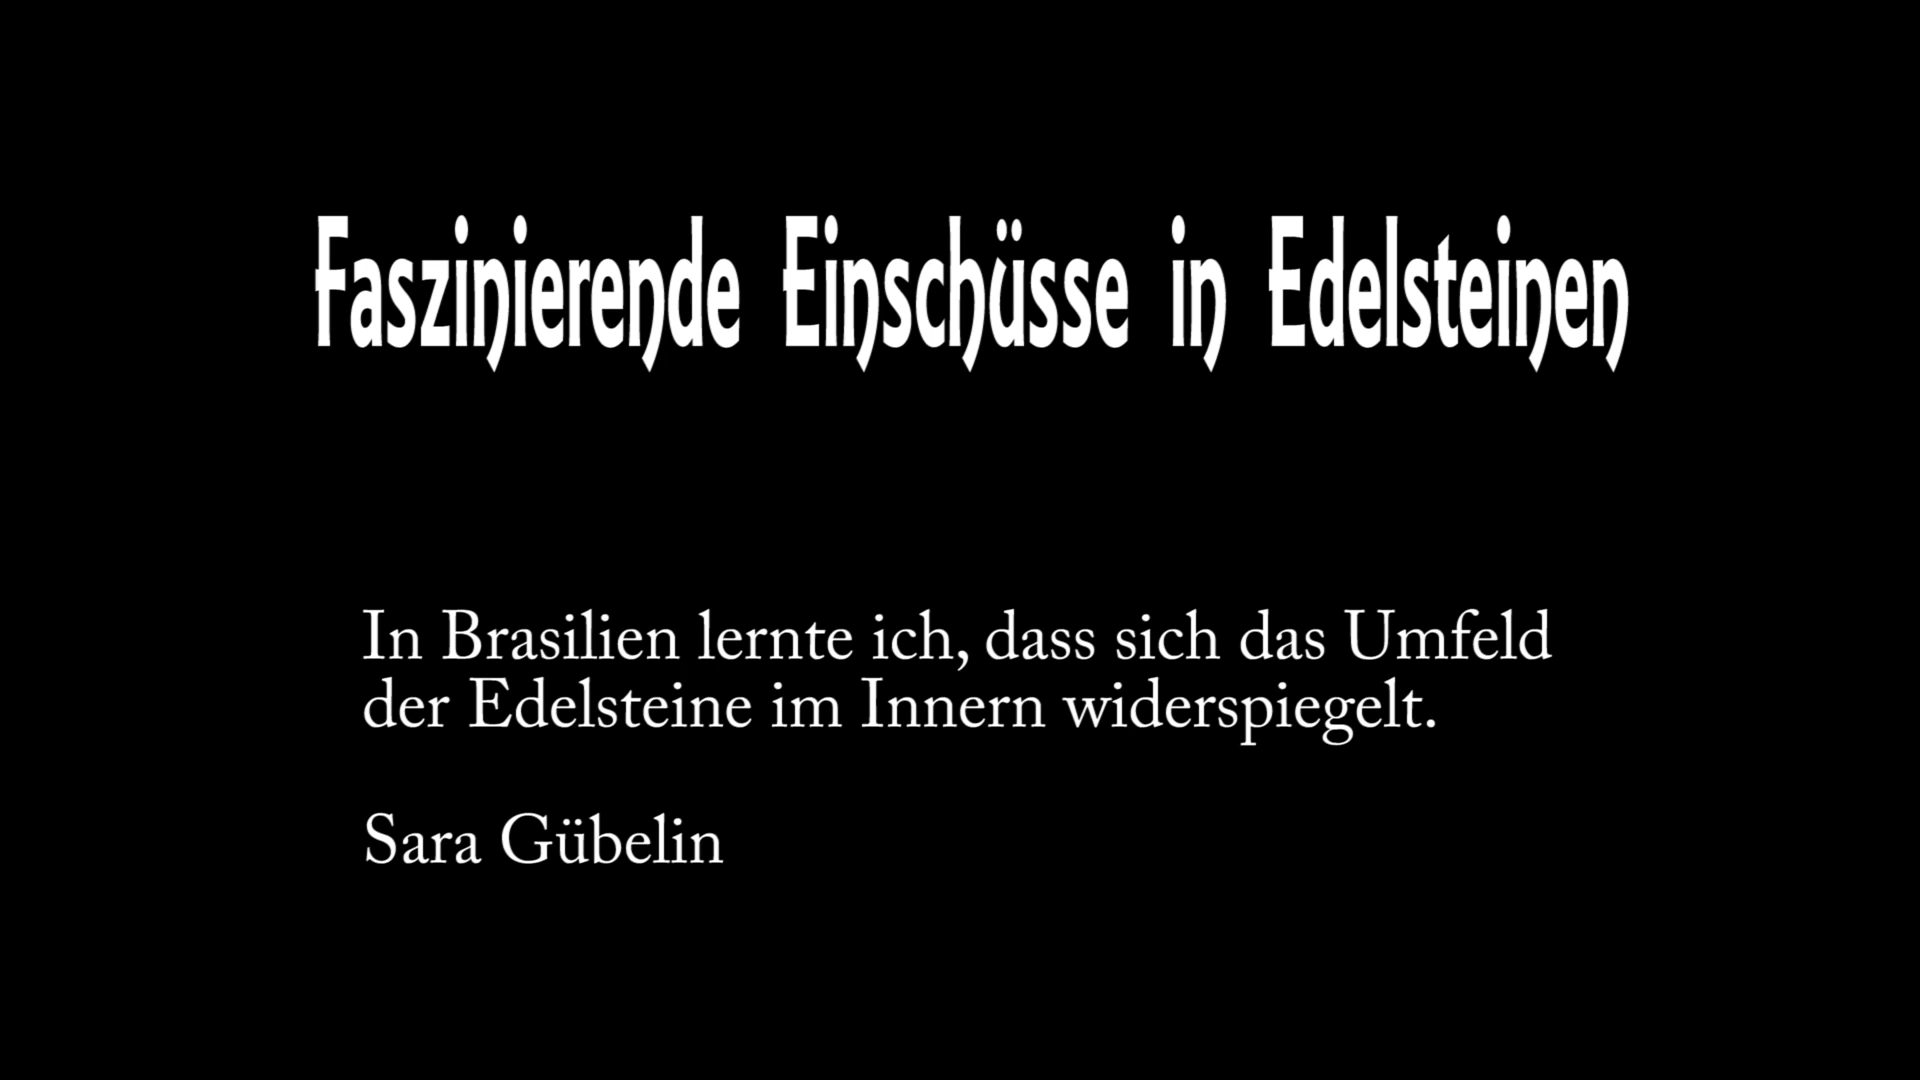 Faszinierende Einschüsse in Edelsteinen
In Brasilien lernte ich, dass sich das Umfeld
der Edelsteine im Innern widerspiegelt.
Sara Gübelin